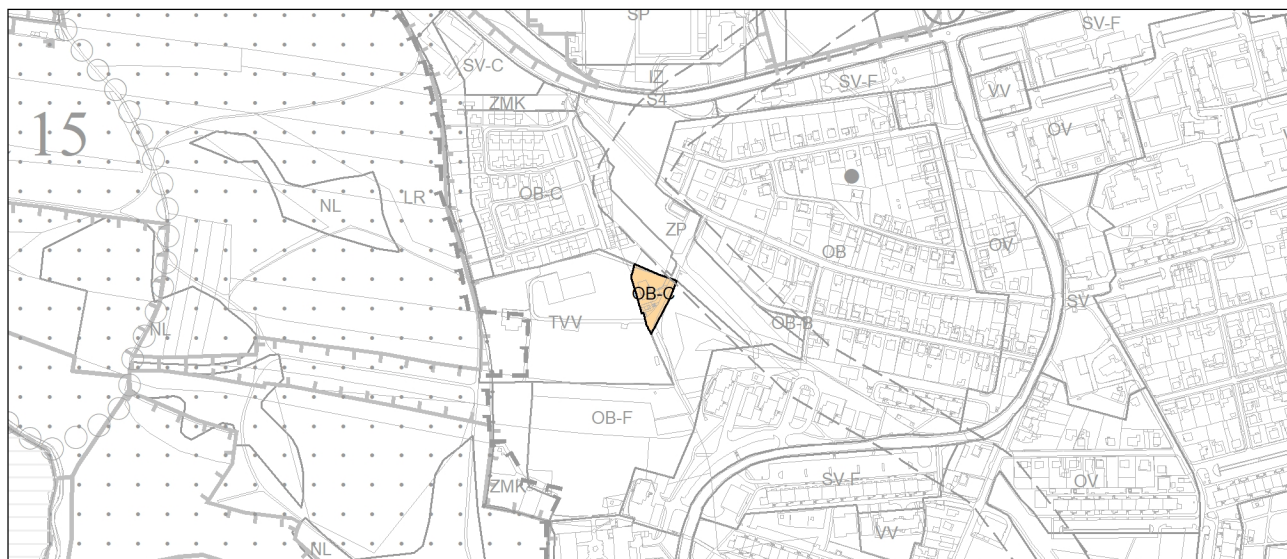 SP
SV-F
SV-C
IZ
SV-F
S4
VV
ZMK
OV
15
OB-C
NL
LR
ZP
OB
OV
OB-C
SV
NL
TVV
OB-B
OB-F
SV-F
OV
ZMK
VV
NL